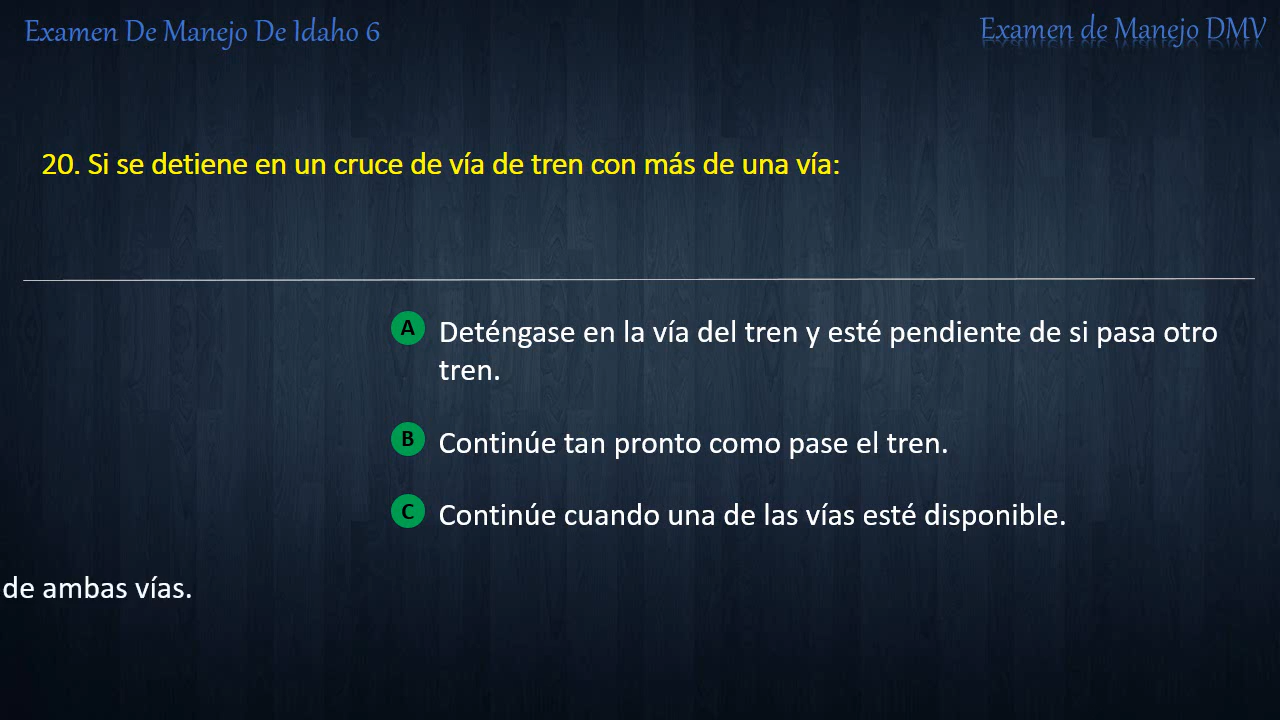 Examen De Manejo De Idaho 6
Examen de Manejo DMV
20. Si se detiene en un cruce de vía de tren con más de una vía:
A Deténgase en la vía del tren y esté pendiente de si pasa otro
tren.
B Continúe tan pronto como pase el tren.
C Continúe cuando una de las vías esté disponible.
de ambas vías.